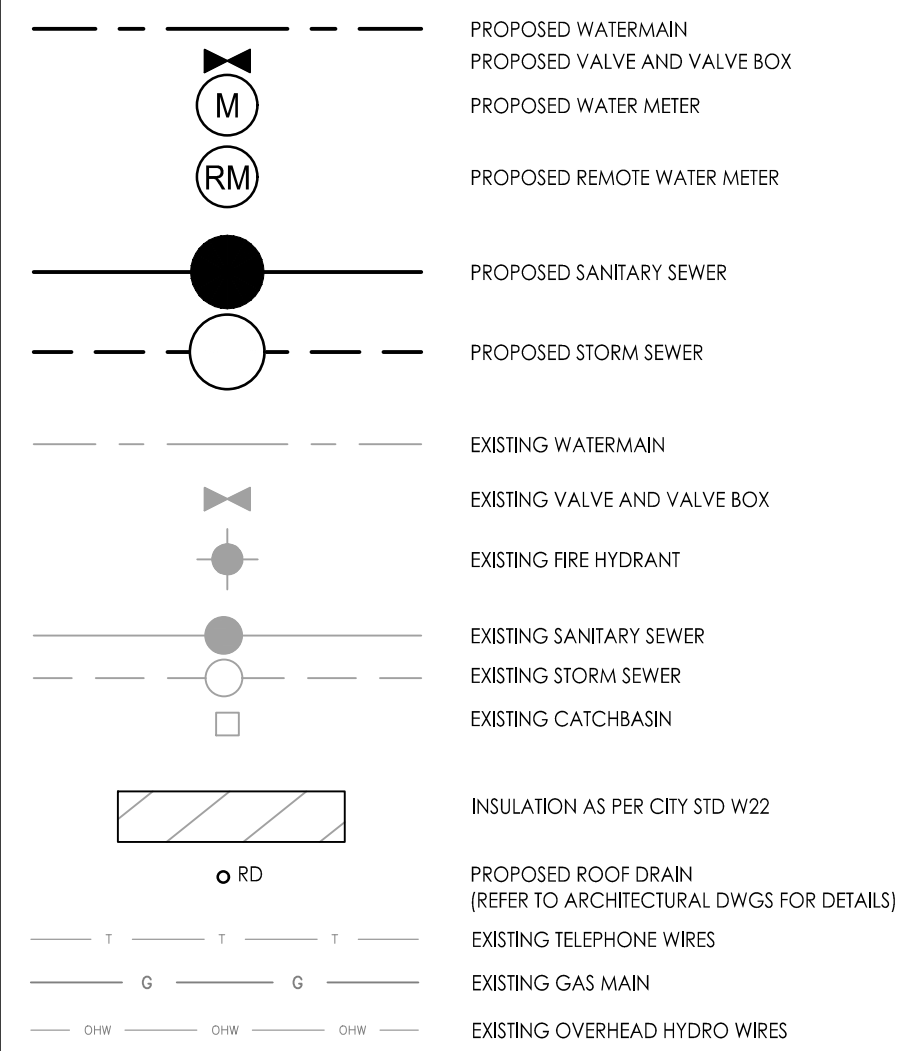 PROPOSED WATERMAIN
PROPOSED VALVE AND VALVE BOX
M PROPOSED WATER METER
RM PROPOSED REMOTE WATER METER
PROPOSED SANITARY SEWER
PROPOSED STORM SEWER
EXISTING WATERMAIN
EXISTING VALVE AND VALVE BOX
EXISTING FIRE HYDRANT
EXISTING SANITARY SEWER
EXISTING STORM SEWER
EXISTING CATCHBASIN
INSULATION AS PER CITY STD W22
RD PROPOSED ROOF DRAIN
(REFER TO ARCHITECTURAL DWGS FOR DETAILS)
T T T EXISTING TELEPHONE WIRES
G G EXISTING GAS MAIN
OHW OHW OHW EXISTING OVERHEAD HYDRO WIRES